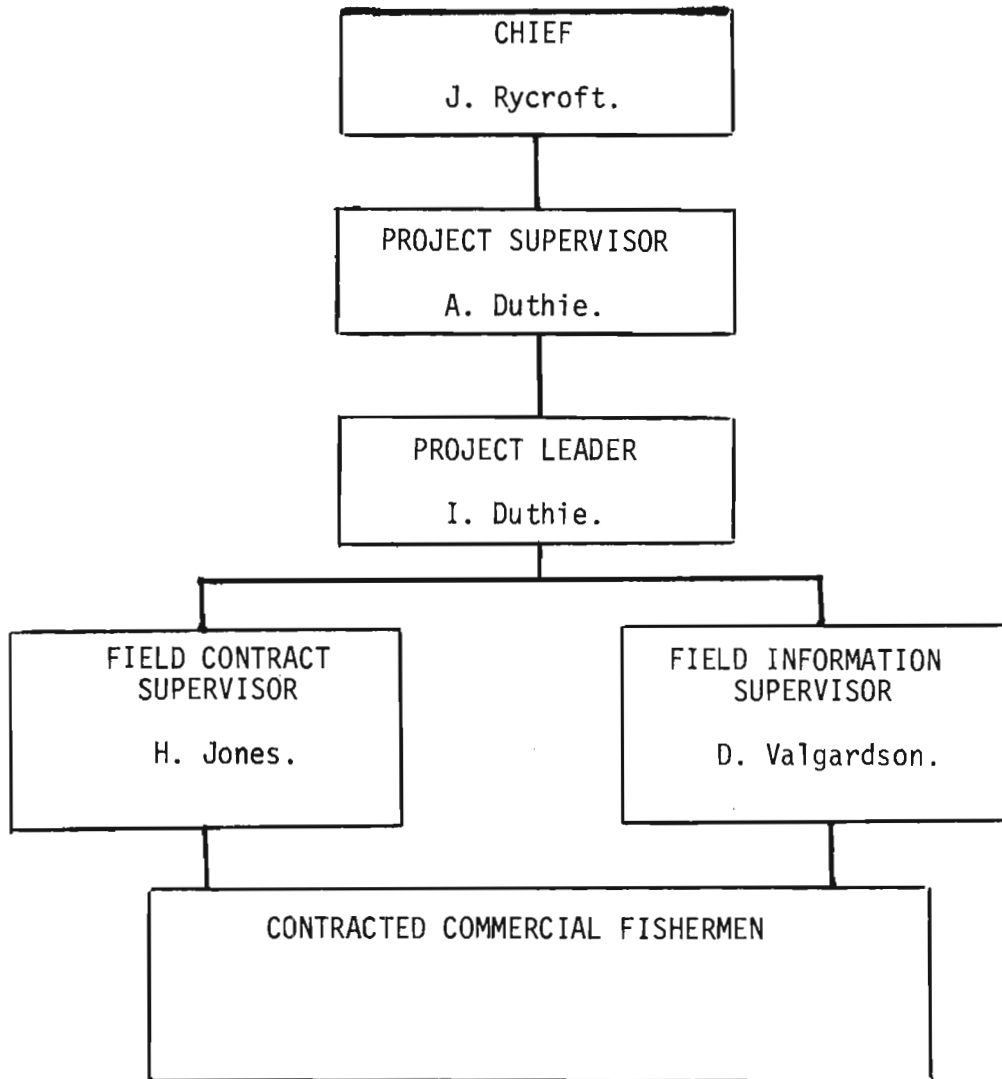 CHIEF
J. Rycroft.
PROJECT SUPERVISOR
A. Duthie.
PROJECT LEADER
I. Duthie.
FIELD CONTRACT
SUPERVISOR
H. Jones.
FIELD INFORMATION
SUPERVISOR
D. Valgardson.
CONTRACTED COMMERCIAL FISHERMEN